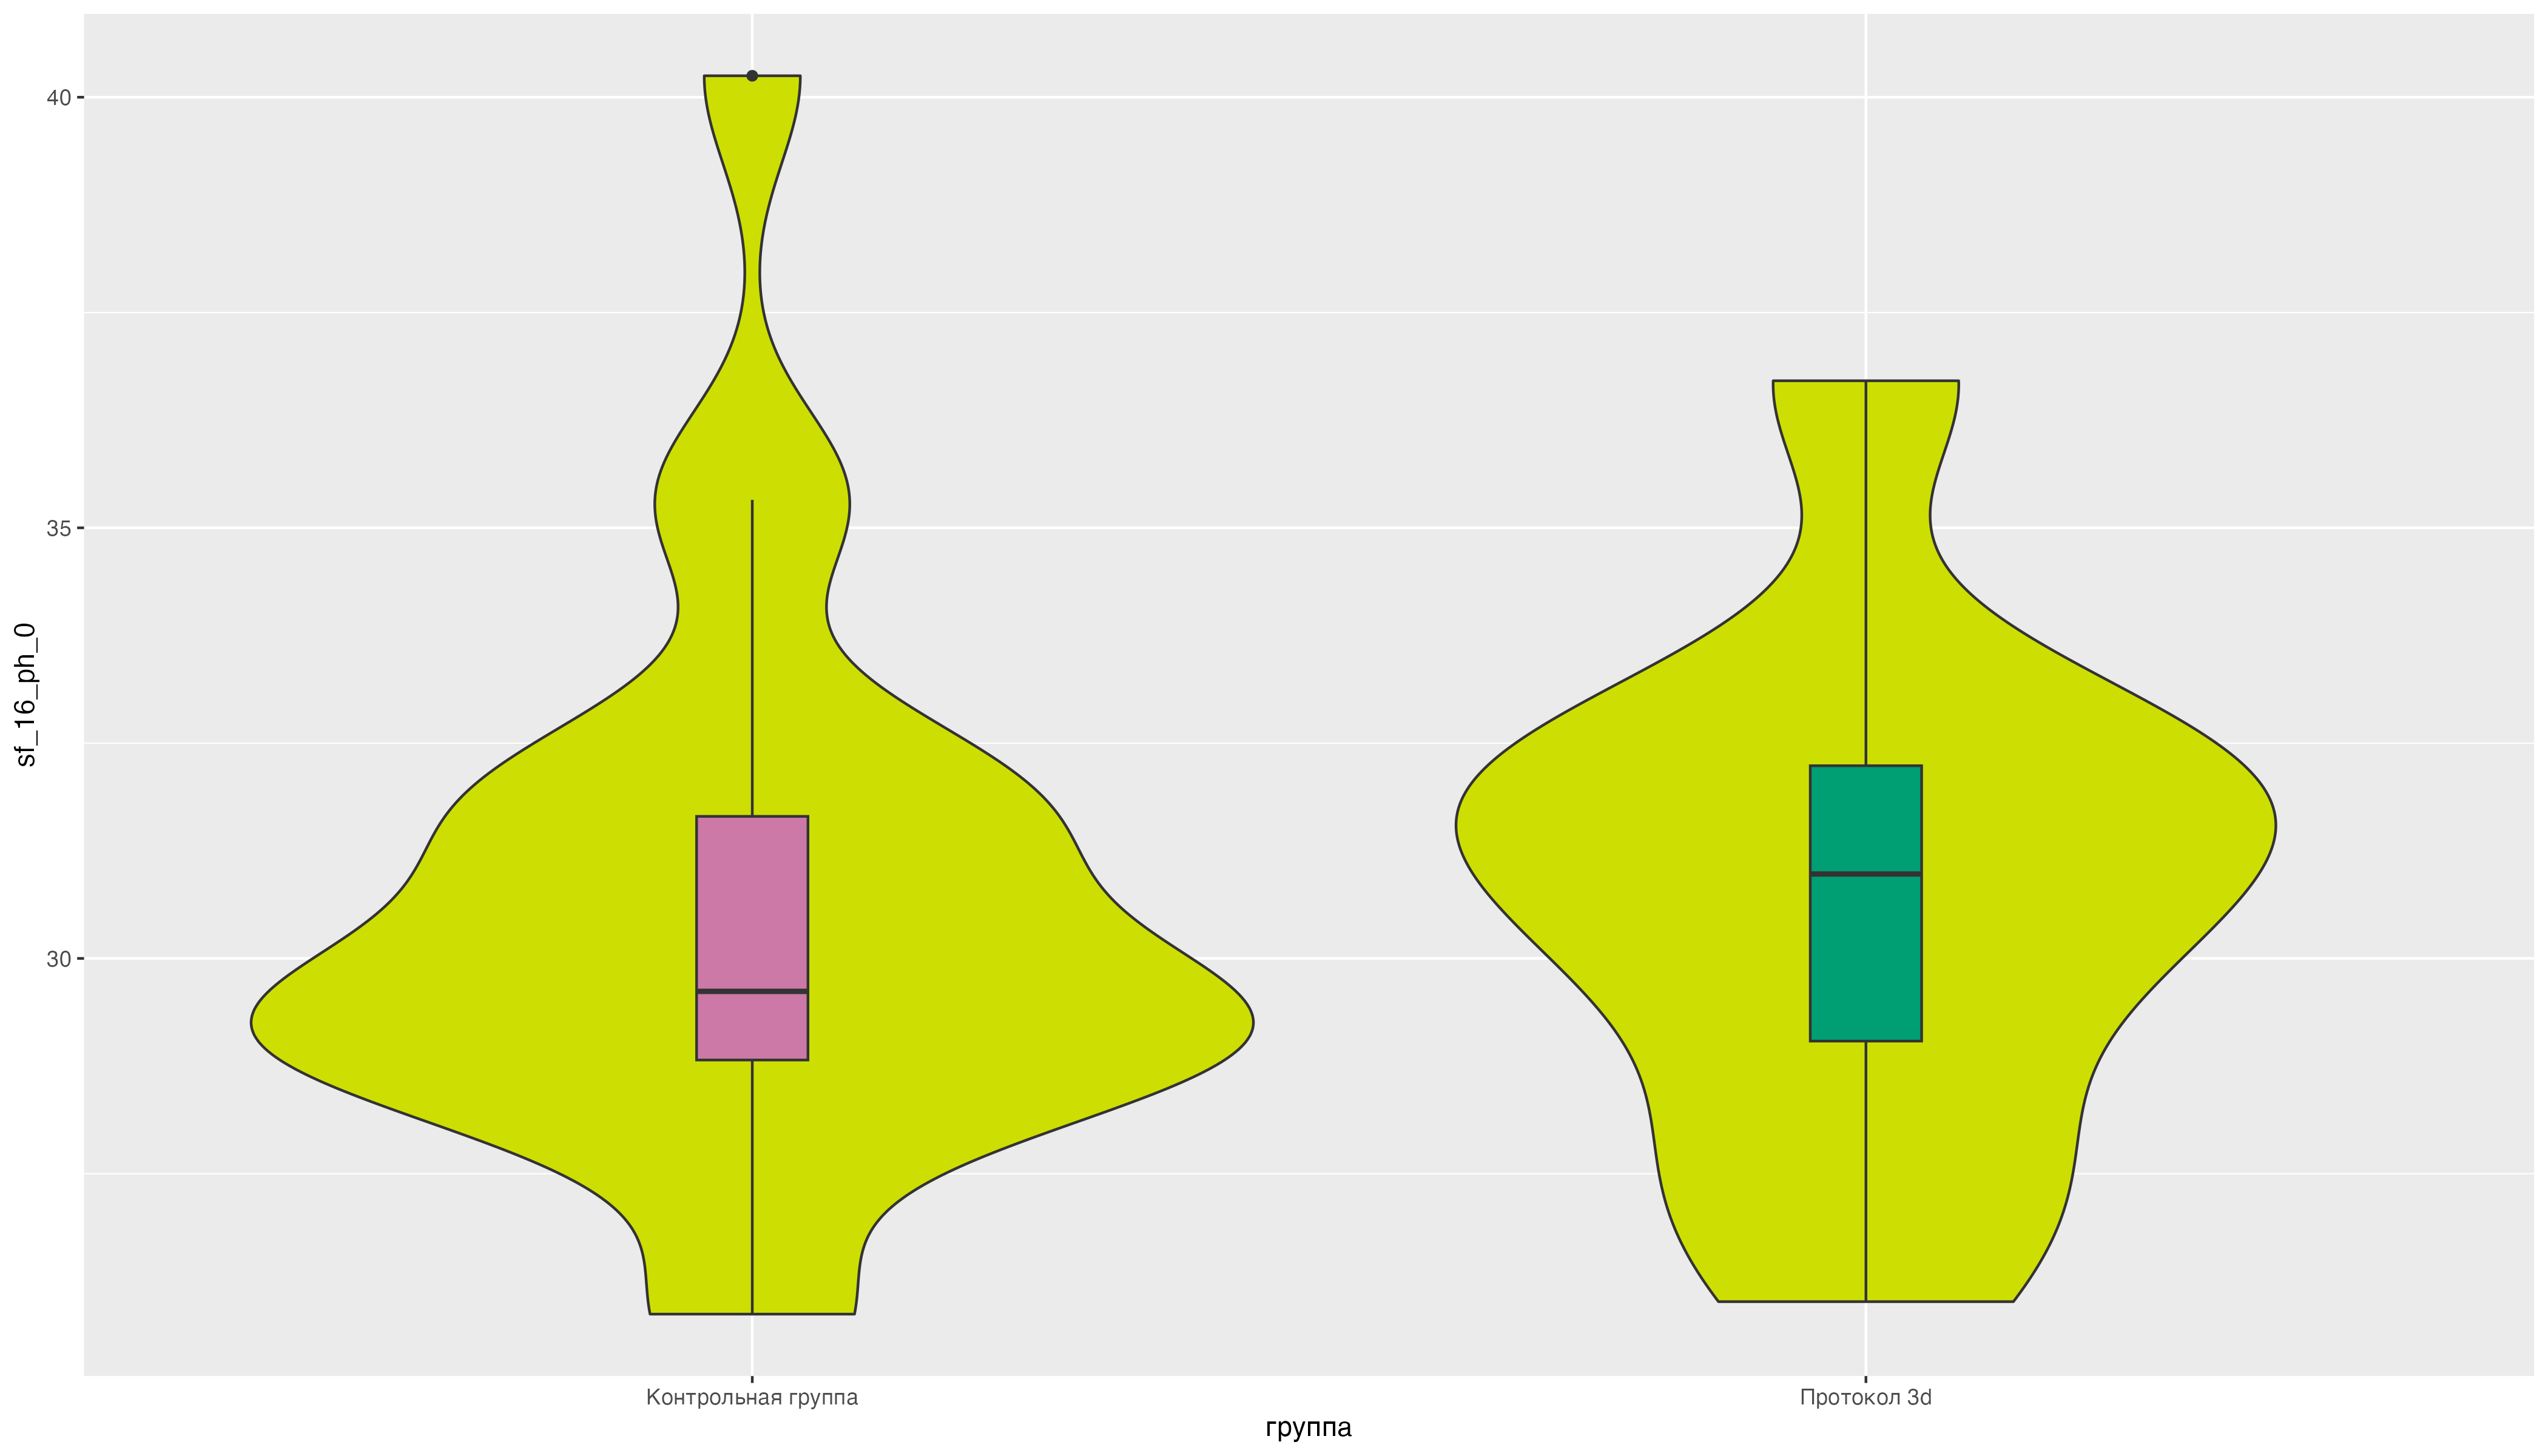 40
35
30
sf_16_ph_0
Контрольная группа
Протокол 3d
группа